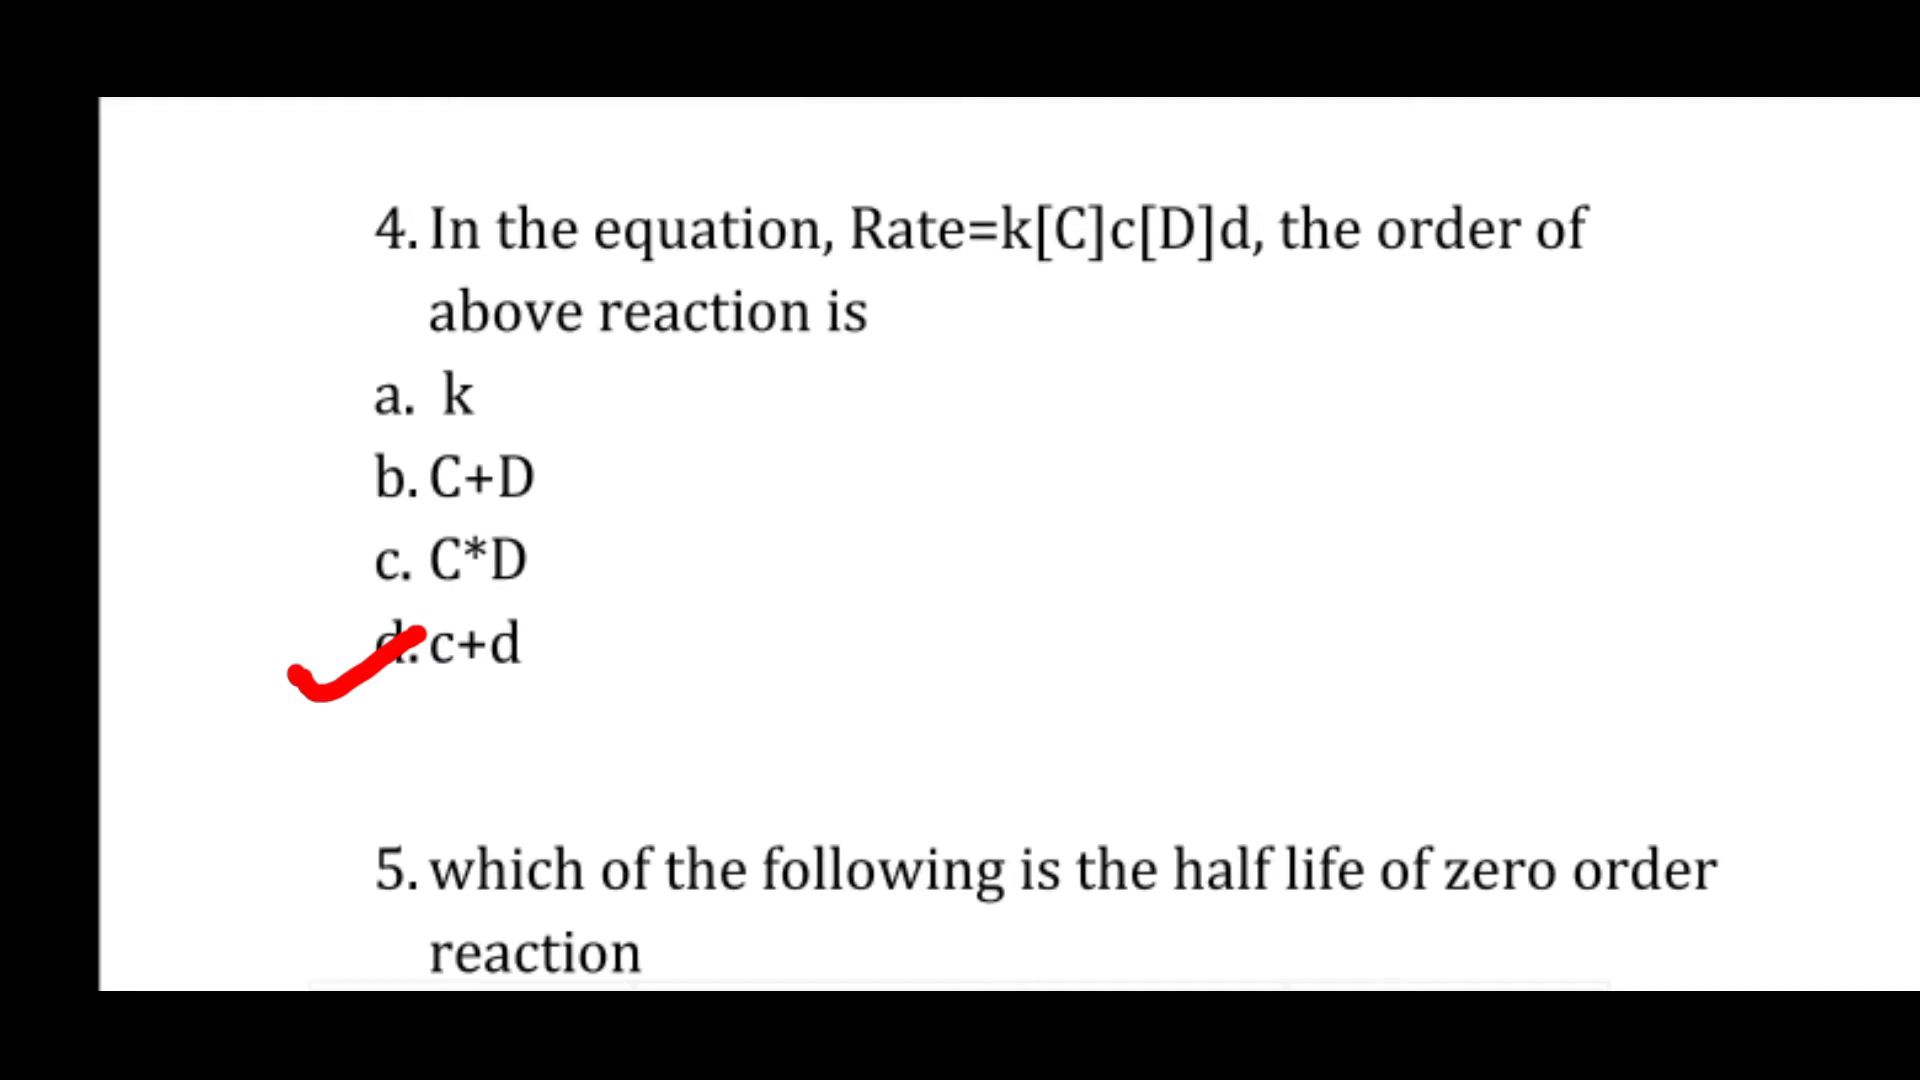 4. In the equation, Rate=k[C]c[D]d, the order of
above reaction is
a. k
b. C+D
c. C*D
d. c+d
5. which of the following is the half life of zero order
reaction